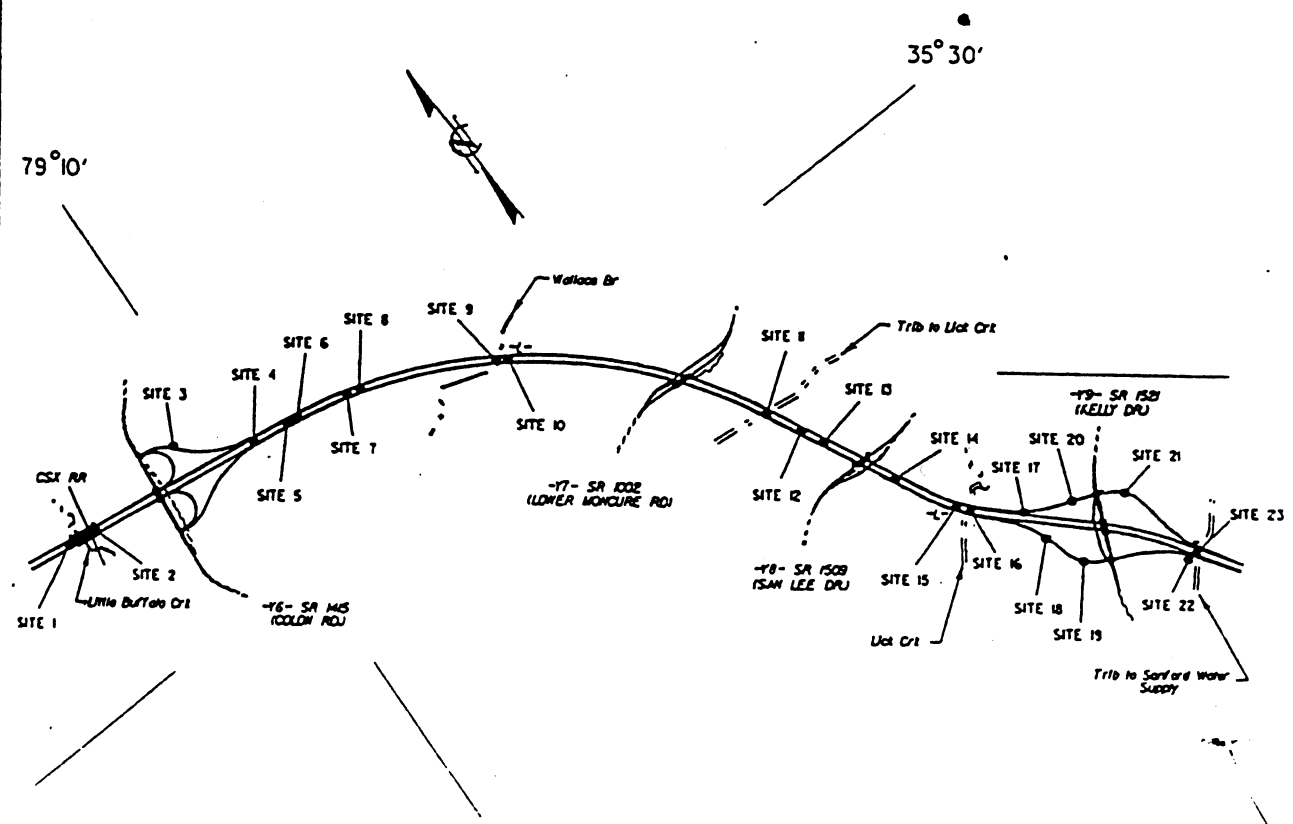 35°30'
79°10'
Wallace Br
SITE 9
SITE 8
SITE 6
SITE 4
SITE 3
SITE 8
Trib to Lick Crk
SITE 13
-Y9- SR 1521
(KELLY DR.)
SITE 20
SITE 14
SITE 21
SITE 17
-L-
SITE 10
SITE 7
SITE 5
CSX RR
-Y7- SR 1002
(LOWER MONCURE RD)
SITE 12
-L-
SITE 23
SITE 2
SITE 16
SITE 15
-Y8- SR 1509
(SAN LEE DR.)
Little Buffalo Crk
SITE 1
-Y6- SR 1415
(COLON RD.)
SITE 18
SITE 22
SITE 19
Lick Crk
Trib to Sanford Water
Supply